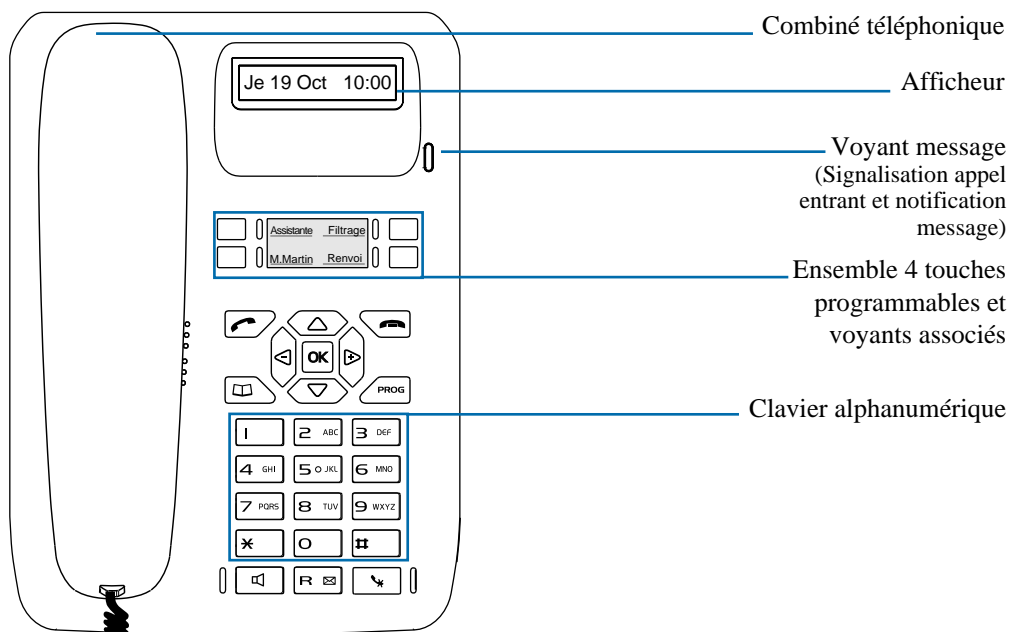 Combiné téléphonique
Je 19 Oct 10:00
Afficheur
Voyant message
(Signalisation appel
entrant et notification
message)
Assistante Filtrage
M.Martin Renvoi
Ensemble 4 touches
programmables et
voyants associés
OK
PROG
Clavier alphanumérique
1 2 ABC 3 DEF
4 GHI 5 JKL 6 MNO
7 PQRS 8 TUV 9 WXYZ
* 0 #
R